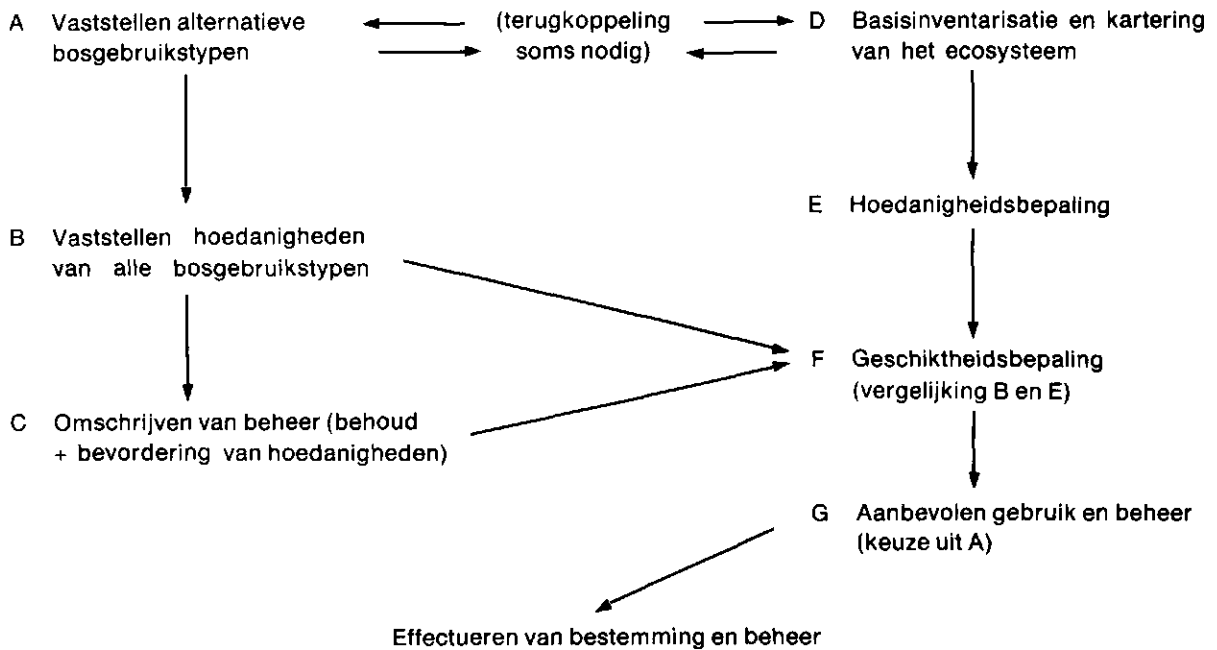 A Vaststellen alternatieve
bosgebruikstypen
(terugkoppeling
soms nodig)
D Basisinventarisatie en kartering
van het ecosysteem
E Hoedanigheidsbepaling
B Vaststellen hoedanigheden
van alle bosgebruikstypen
F Geschiktheidsbepaling
(vergelijking B en E)
C Omschrijven van beheer (behoud
+ bevordering van hoedanigheden)
G Aanbevolen gebruik en beheer
(keuze uit A)
Effectueren van bestemming en beheer